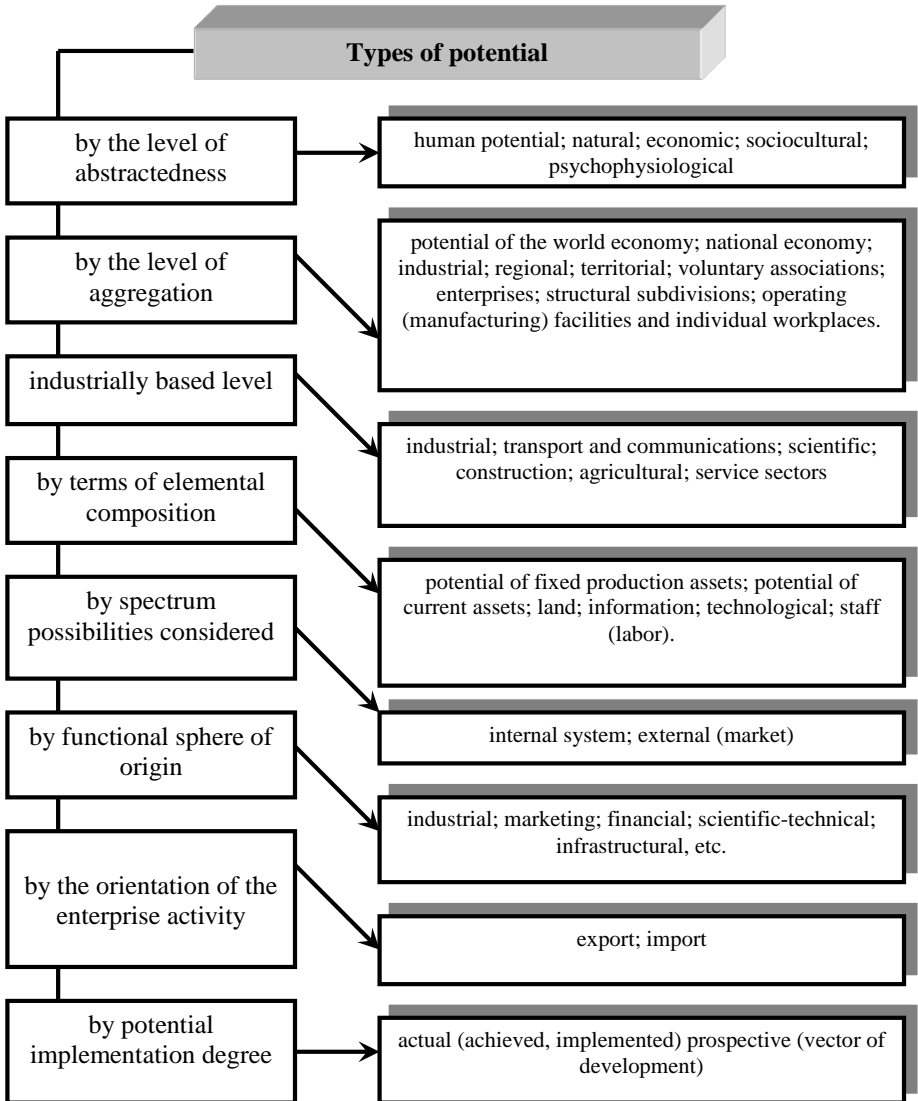 Types of potential
by the level of
abstractedness
human potential; natural; economic; sociocultural;
psychophysiological
by the level of
aggregation
potential of the world economy; national economy;
industrial; regional; territorial; voluntary associations;
enterprises; structural subdivisions; operating
(manufacturing) facilities and individual workplaces.
industrially based level
industrial; transport and communications; scientific;
construction; agricultural; service sectors
by terms of elemental
composition
potential of fixed production assets; potential of
current assets; land; information; technological; staff
(labor).
by spectrum
possibilities considered
internal system; external (market)
by functional sphere of
origin
industrial; marketing; financial; scientific-technical;
infrastructural, etc.
by the orientation of the
enterprise activity
export; import
by potential
implementation degree
actual (achieved, implemented) prospective (vector of
development)